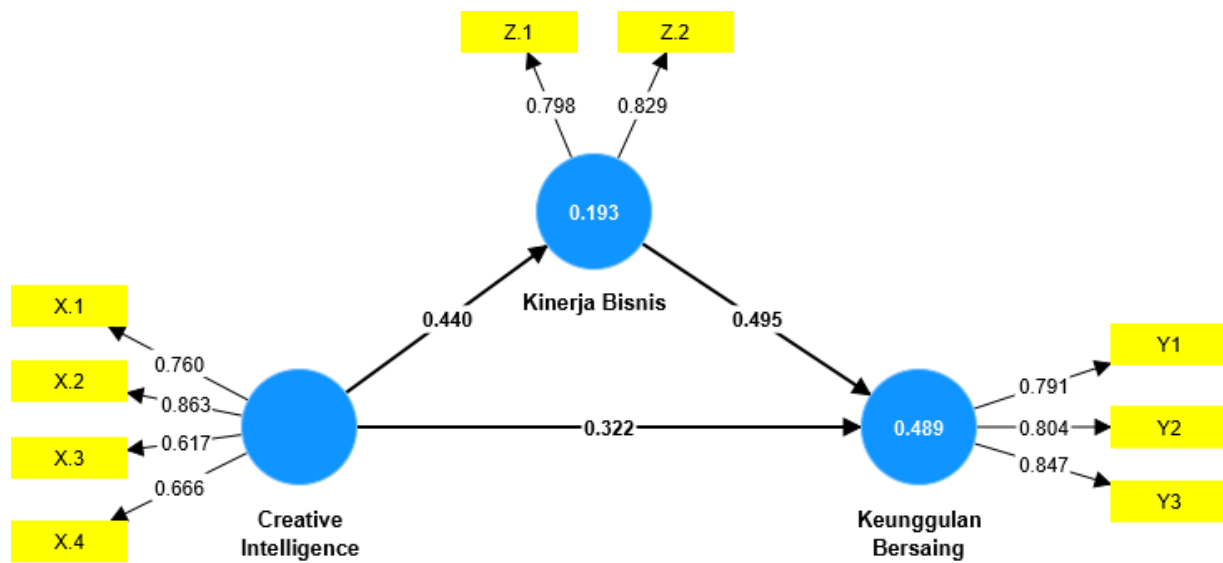 Z.1
Z.2
0.798
0.829
0.193
Kinerja Bisnis
0.440
0.495
X.1
X.2
X.3
X.4
0.760
0.863
0.617
0.666
Creative
Intelligence
0.322
0.489
Keunggulan
Bersaing
0.791
0.804
0.847
Y1
Y2
Y3